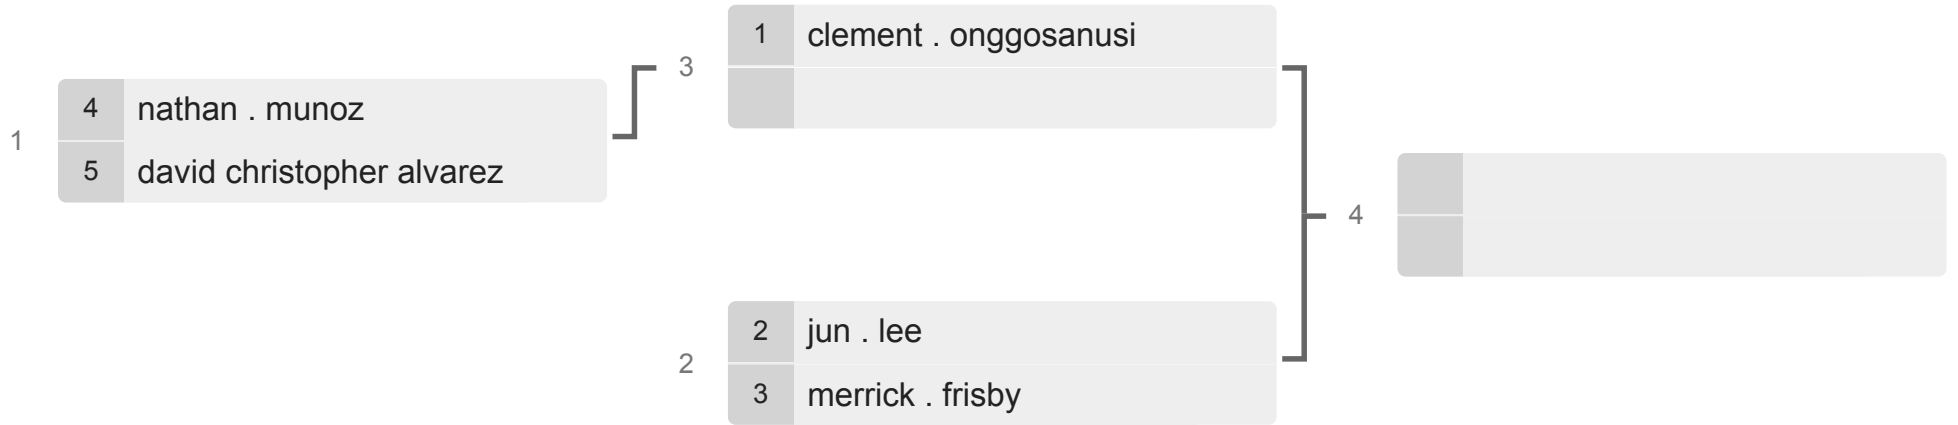 1
4 nathan . munoz
5 david christopher alvarez
3
1 clement . onggosanusi
2
2 jun . lee
3 merrick . frisby
4